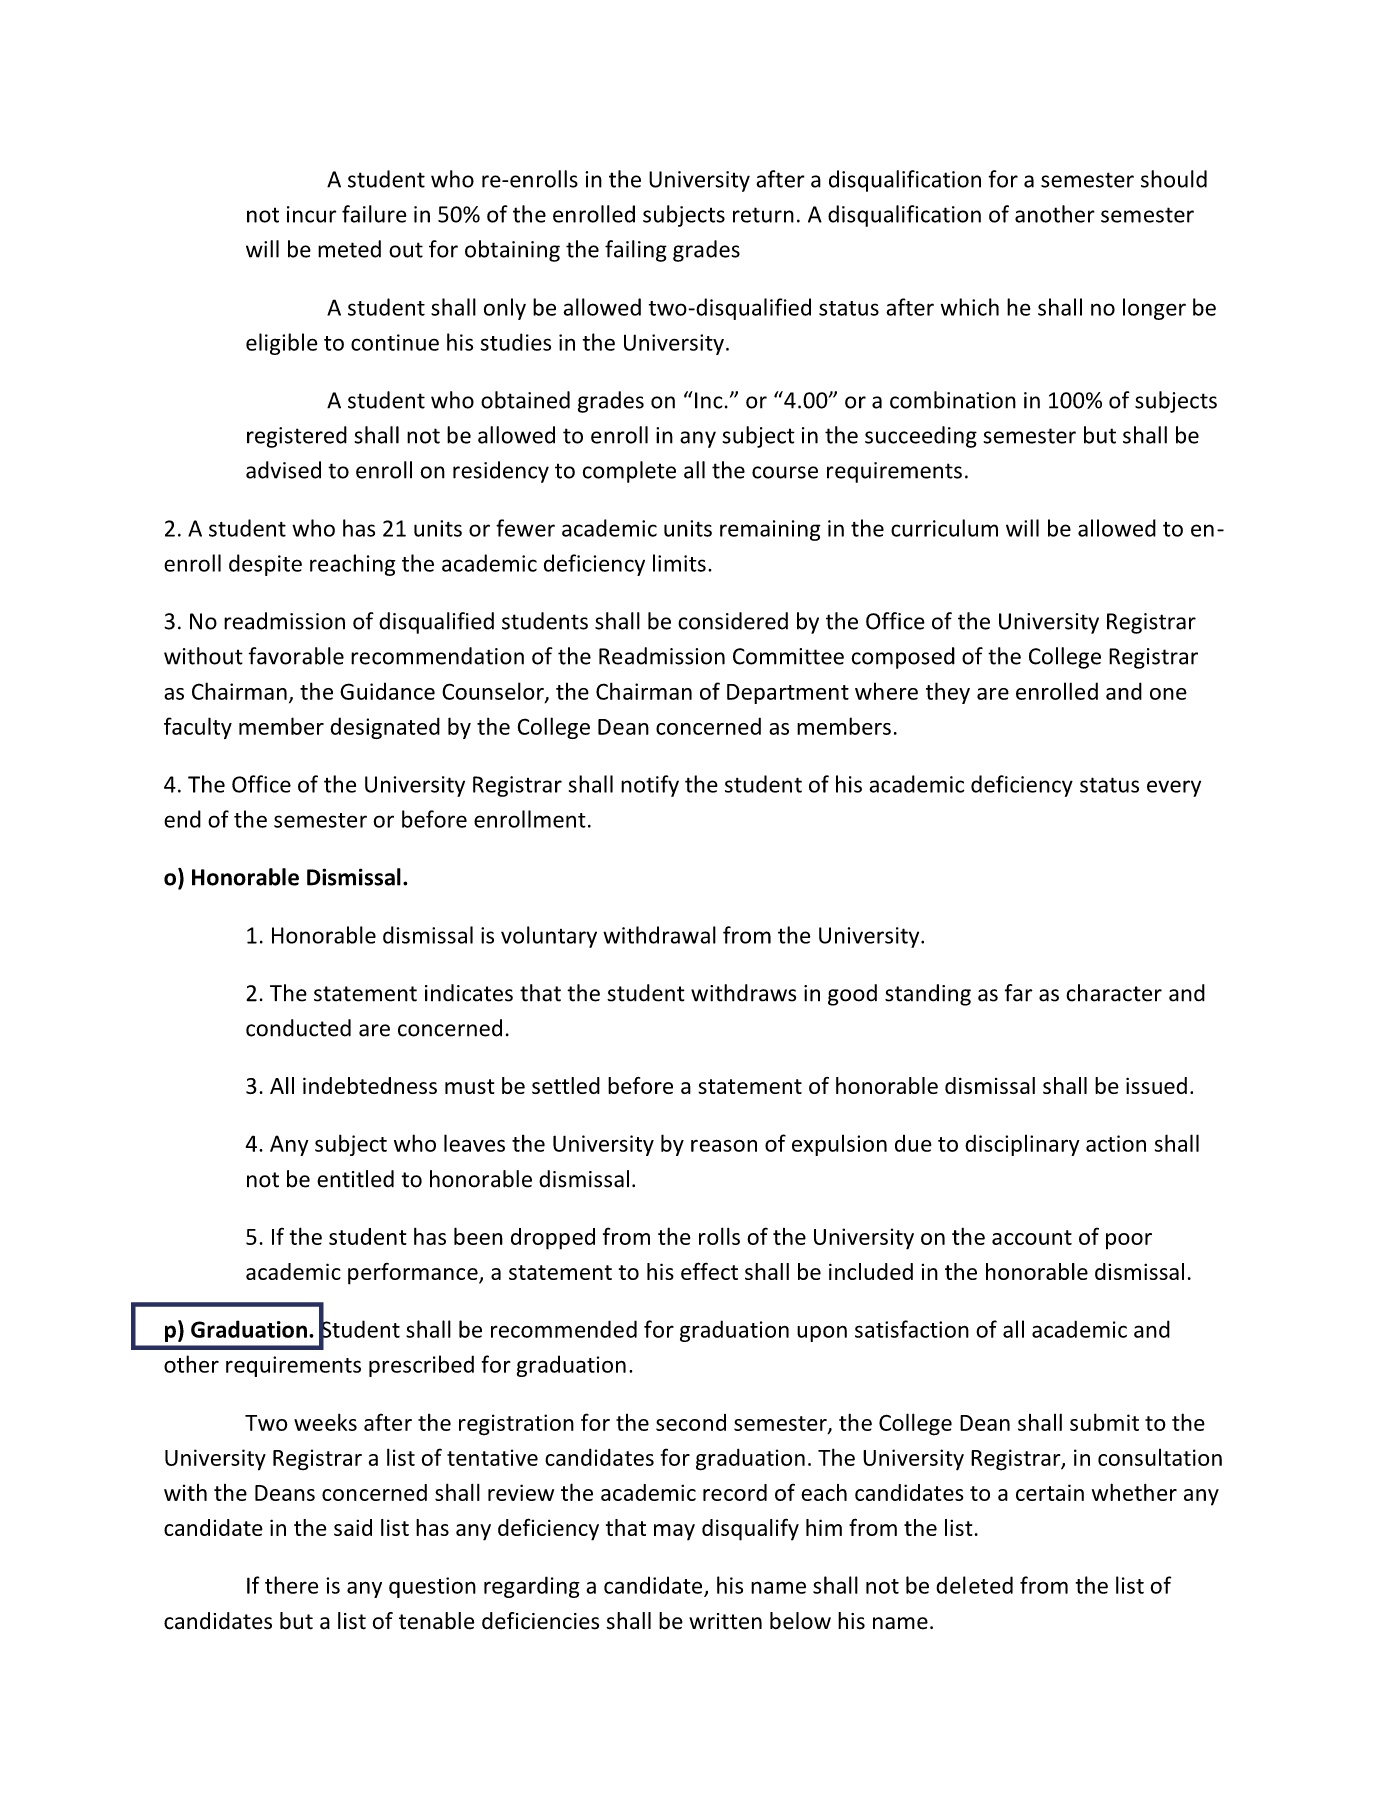 A student who re-enrolls in the University after a disqualification for a semester should
not incur failure in 50% of the enrolled subjects return. A disqualification of another semester
will be meted out for obtaining the failing grades
A student shall only be allowed two-disqualified status after which he shall no longer be
eligible to continue his studies in the University.
A student who obtained grades on “Inc.” or “4.00” or a combination in 100% of subjects
registered shall not be allowed to enroll in any subject in the succeeding semester but shall be
advised to enroll on residency to complete all the course requirements.
2. A student who has 21 units or fewer academic units remaining in the curriculum will be allowed to en-
enroll despite reaching the academic deficiency limits.
3. No readmission of disqualified students shall be considered by the Office of the University Registrar
without favorable recommendation of the Readmission Committee composed of the College Registrar
as Chairman, the Guidance Counselor, the Chairman of Department where they are enrolled and one
faculty member designated by the College Dean concerned as members.
4. The Office of the University Registrar shall notify the student of his academic deficiency status every
end of the semester or before enrollment.
o) Honorable Dismissal.
1. Honorable dismissal is voluntary withdrawal from the University.
2. The statement indicates that the student withdraws in good standing as far as character and
conducted are concerned.
3. All indebtedness must be settled before a statement of honorable dismissal shall be issued.
4. Any subject who leaves the University by reason of expulsion due to disciplinary action shall
not be entitled to honorable dismissal.
5. If the student has been dropped from the rolls of the University on the account of poor
academic performance, a statement to his effect shall be included in the honorable dismissal.
p) Graduation. Student shall be recommended for graduation upon satisfaction of all academic and
other requirements prescribed for graduation.
Two weeks after the registration for the second semester, the College Dean shall submit to the
University Registrar a list of tentative candidates for graduation. The University Registrar, in consultation
with the Deans concerned shall review the academic record of each candidates to a certain whether any
candidate in the said list has any deficiency that may disqualify him from the list.
If there is any question regarding a candidate, his name shall not be deleted from the list of
candidates but a list of tenable deficiencies shall be written below his name.